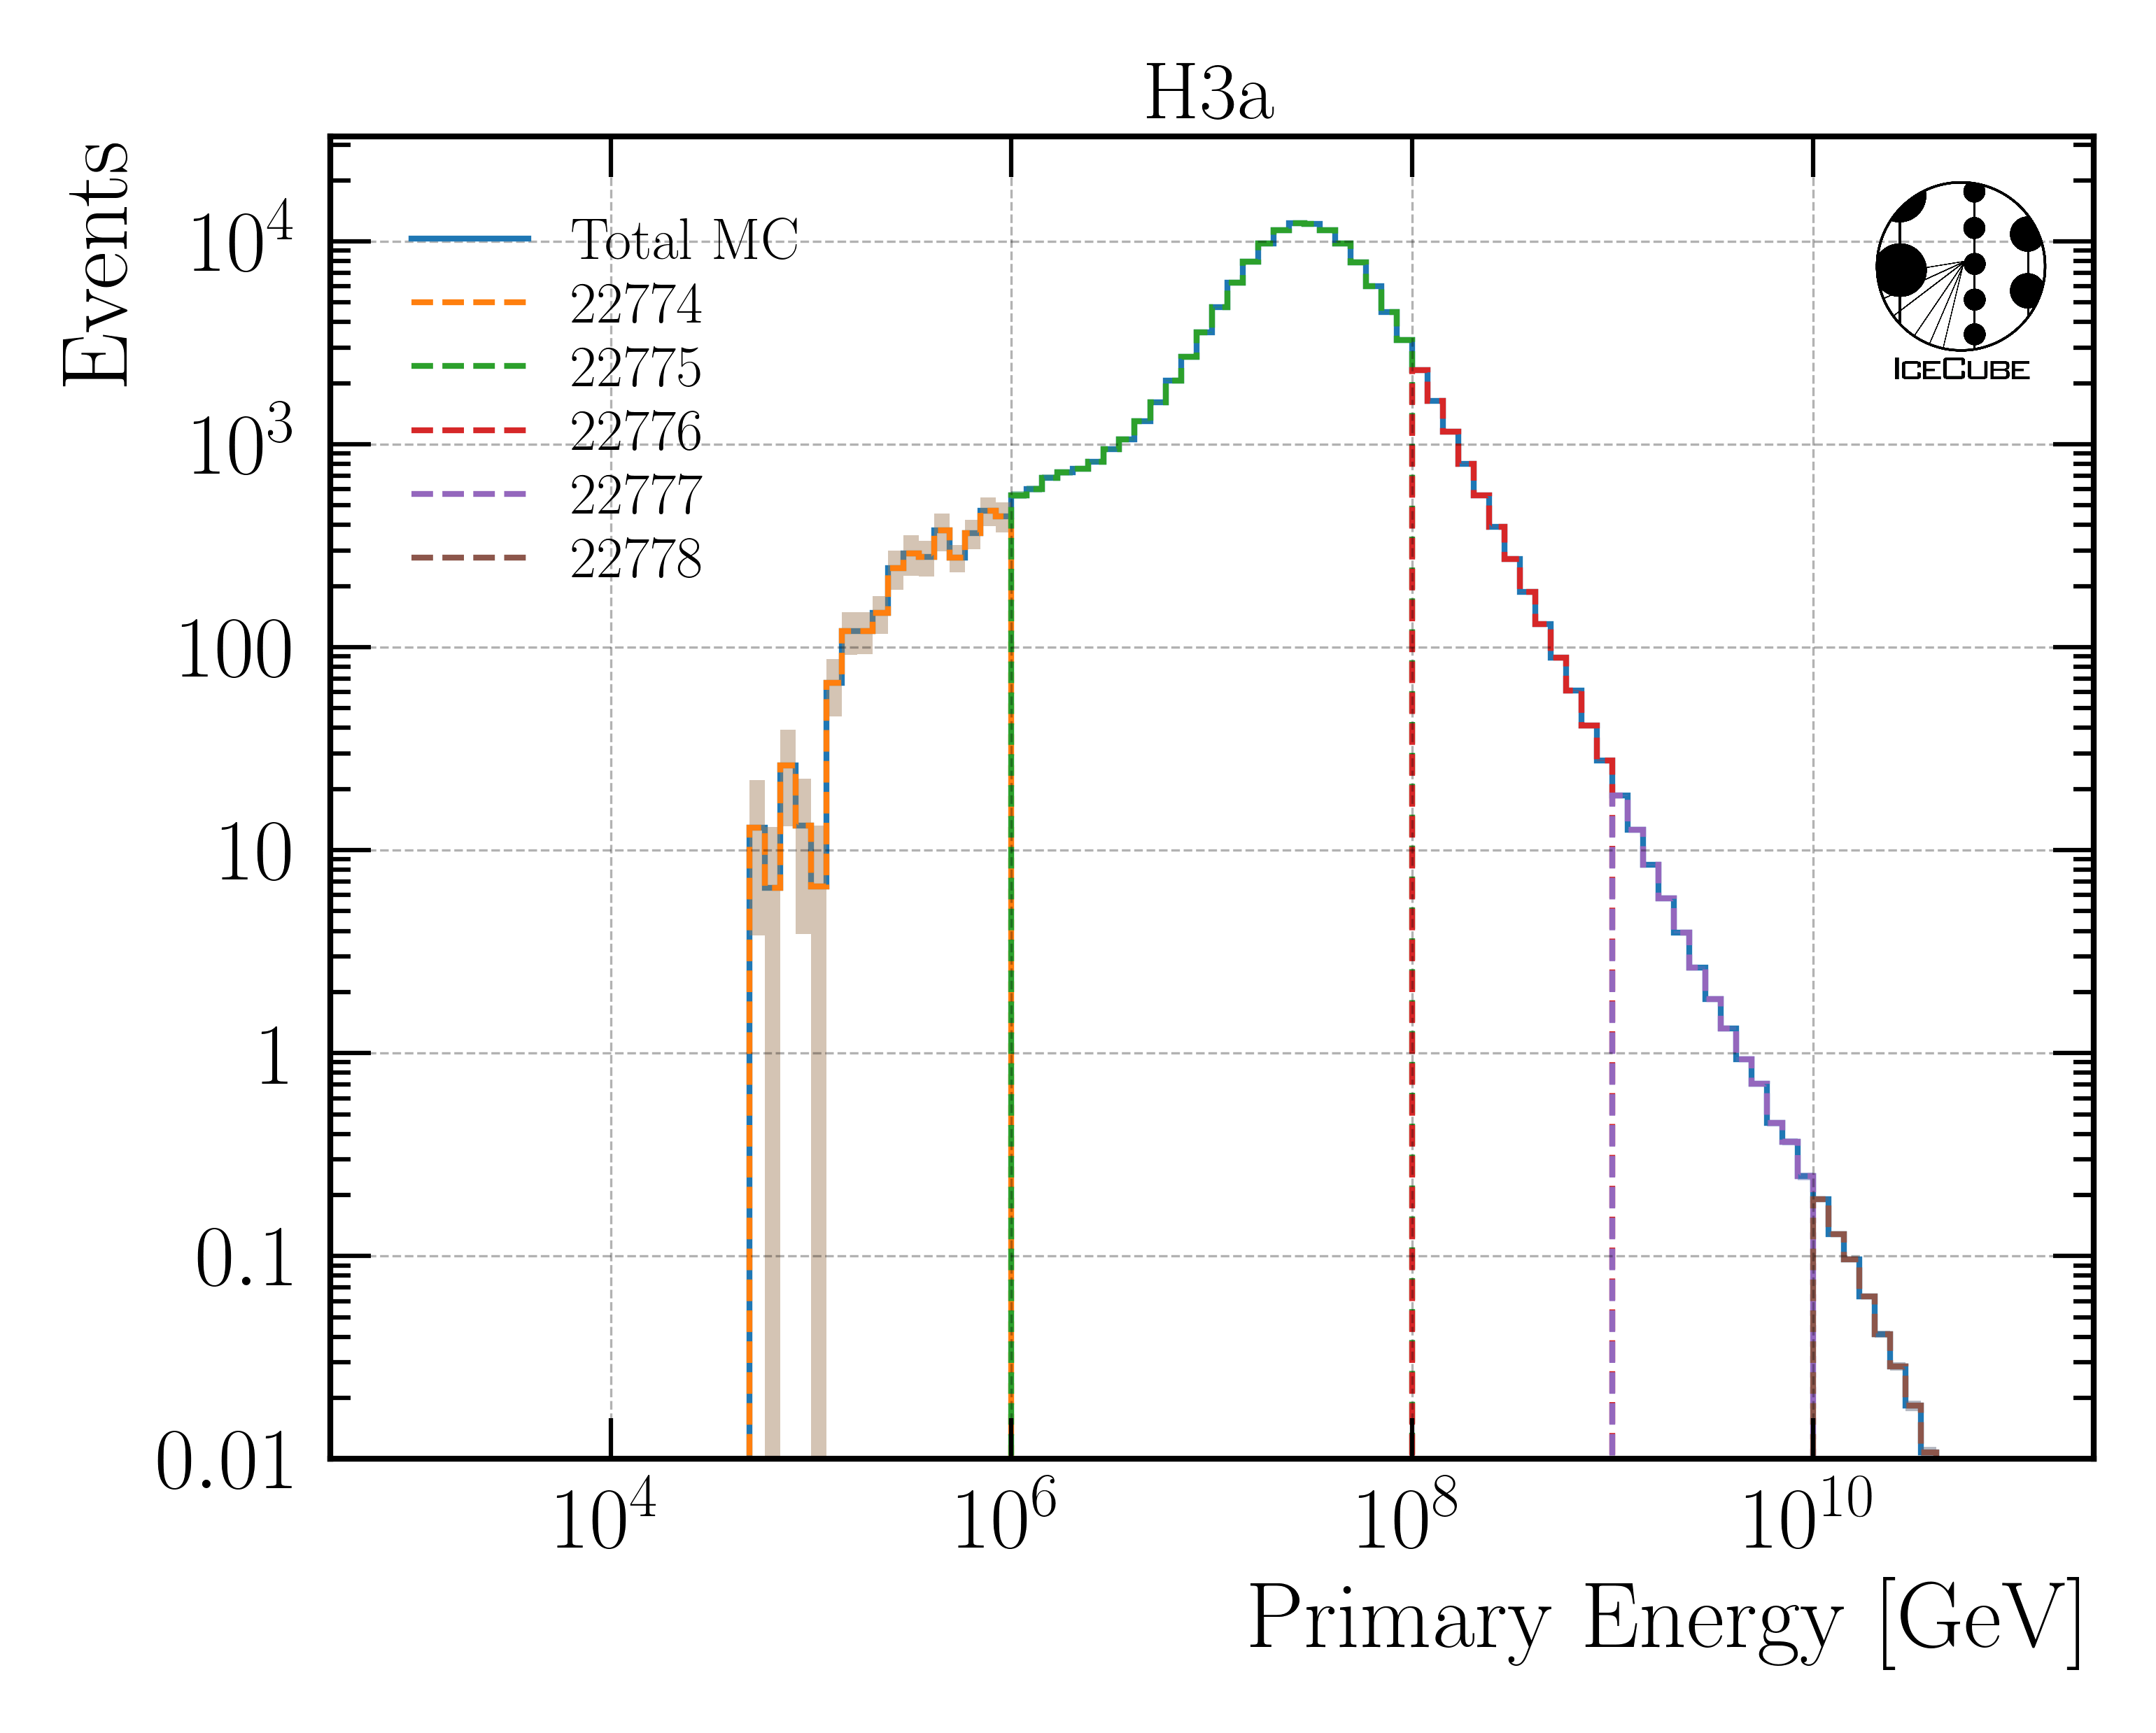 H3a
Events
10^4
10^3
100
10
1
0.1
0.01
Total MC
22774
22775
22776
22777
22778
ICECUBE
10^4 10^6 10^8 10^10
Primary Energy [GeV]